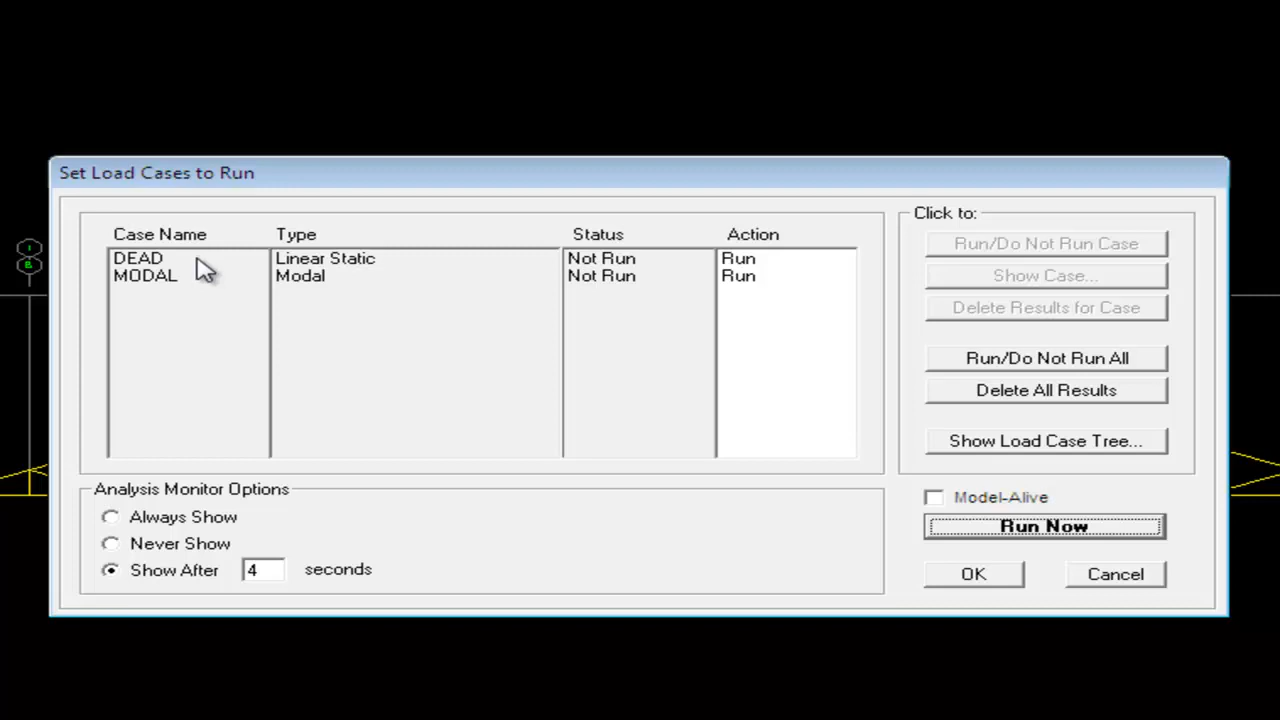 Set Load Cases to Run
Case Name Type Status Action
DEAD Linear Static Not Run Run
MODAL Modal Not Run Run
Click to:
Run/Do Not Run Case
Show Case...
Delete Results for Case
Run/Do Not Run All
Delete All Results
Show Load Case Tree...
Analysis Monitor Options
Always Show
Never Show
Show After 4 seconds
Model-Alive
Run Now
OK Cancel